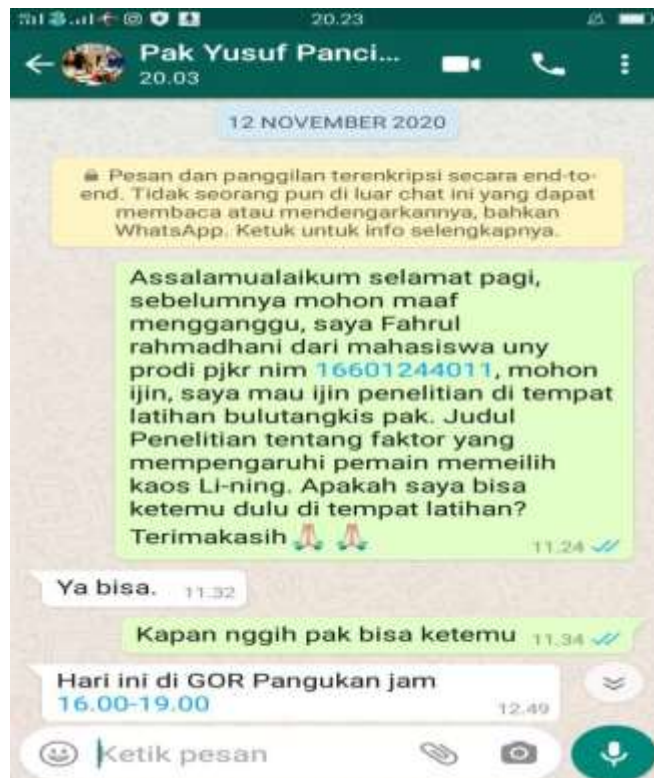 20.23
Pak Yusuf Panci...
20.03
12 NOVEMBER 2020
Pesan dan panggilan terenkripsi secara end-to-
end. Tidak seorang pun di luar chat ini yang dapat
membaca atau mendengarkannya, bahkan
WhatsApp. Ketuk untuk info selengkapnya.
Assalamualaikum selamat pagi,
sebelumnya mohon maaf
mengganggu, saya Fahrul
rahmadhani dari mahasiswa uny
prodi pjkr nim 16601244011, mohon
ijin, saya mau ijin penelitian di tempat
latihan bulutangkis pak. Judul
Penelitian tentang faktor yang
mempengaruhi pemain memeilih
kaos Li-ning. Apakah saya bisa
ketemu dulu di tempat latihan?
Terimakasih 🙏 🙏
11.24
Ya bisa. 11.32
Kapan nggih pak bisa ketemu 11.34
Hari ini di GOR Pangukan jam
16.00-19.00
12.49
Ketik pesan